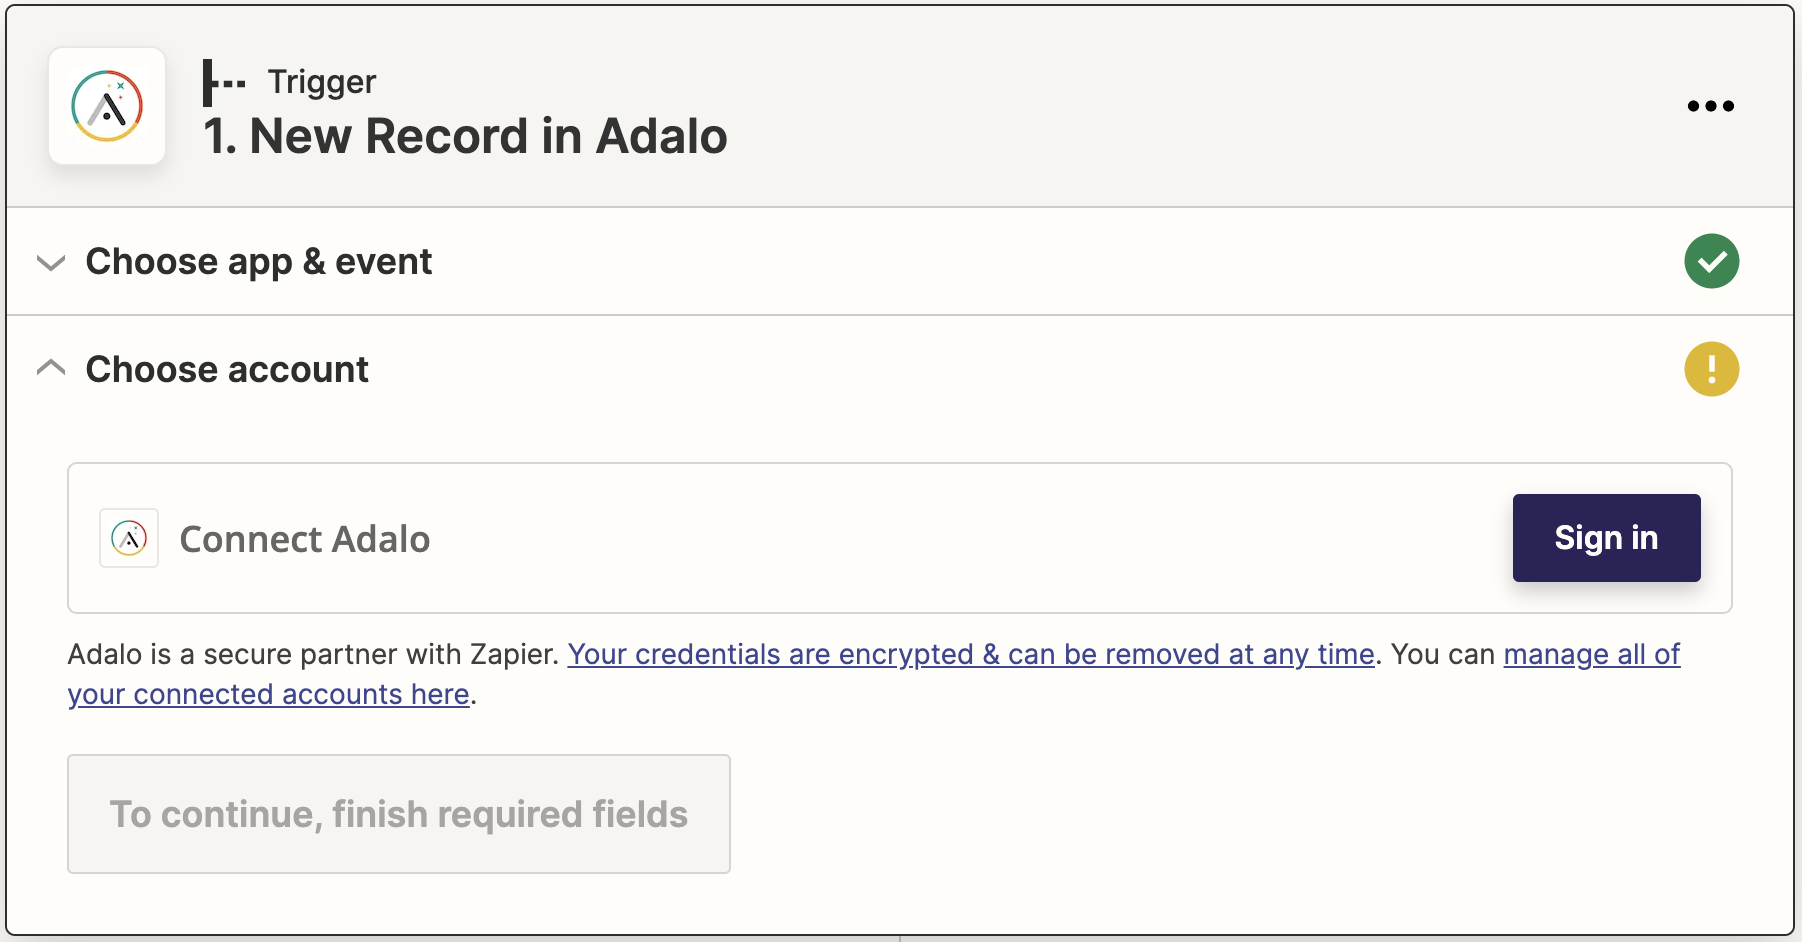 Trigger
1. New Record in Adalo
Choose app & event
Choose account
Connect Adalo
Sign in
Adalo is a secure partner with Zapier. Your credentials are encrypted & can be removed at any time. You can manage all of
your connected accounts here.
To continue, finish required fields